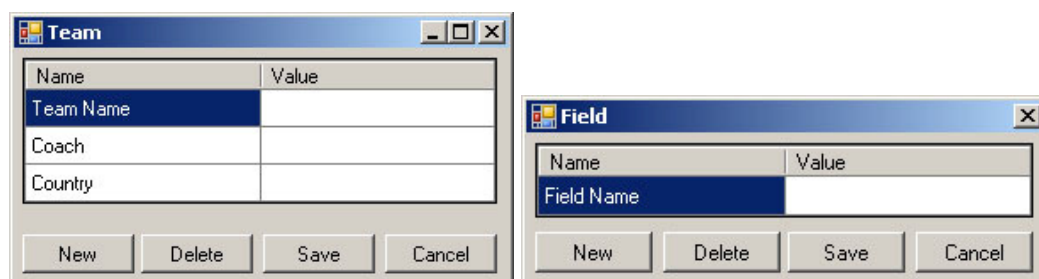 Team
Name Value
Team Name
Coach
Country
New Delete Save Cancel
Field
Name Value
Field Name
New Delete Save Cancel